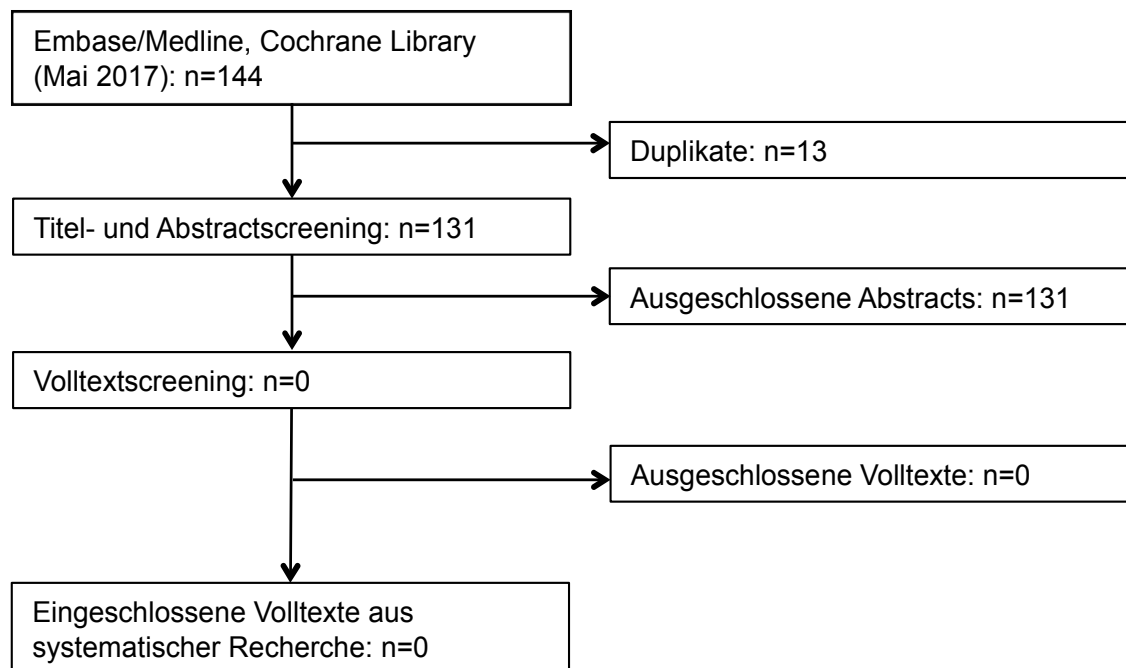 Embase/Medline, Cochrane Library
(Mai 2017): n=144
Duplikate: n=13
Titel- und Abstractscreening: n=131
Ausgeschlossene Abstracts: n=131
Volltextscreening: n=0
Ausgeschlossene Volltexte: n=0
Eingeschlossene Volltexte aus
systematischer Recherche: n=0